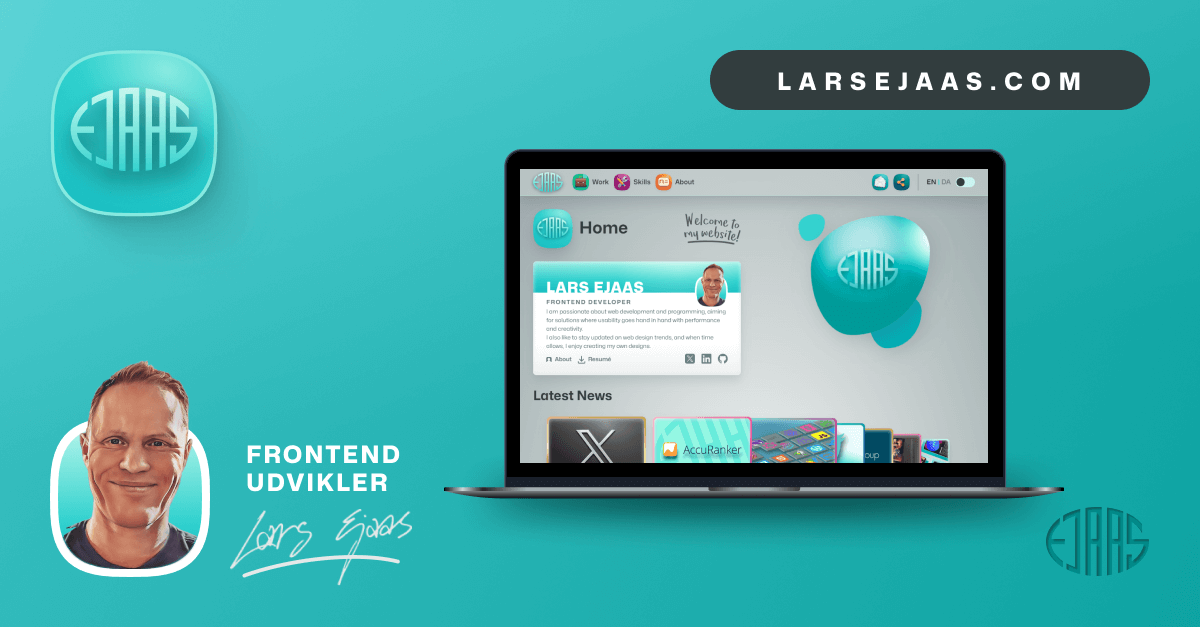 EJAAS
LARSEJAAS.COM
EJAAS
Work
Skills
About
EN | DA
EJAAS
Home
Welcome to
my website!
EJAAS
LARS EJAAS
FRONTEND DEVELOPER
I am passionate about web development and programming, aiming
for solutions where usability goes hand in hand with performance
and creativity.
I also like to stay updated on web design trends, and when time
allows, I enjoy creating my own designs.
About
Resumé
Latest News
AccuRanker
oup
FRONTEND
UDVIKLER
Lars Ejaas
EJAAS